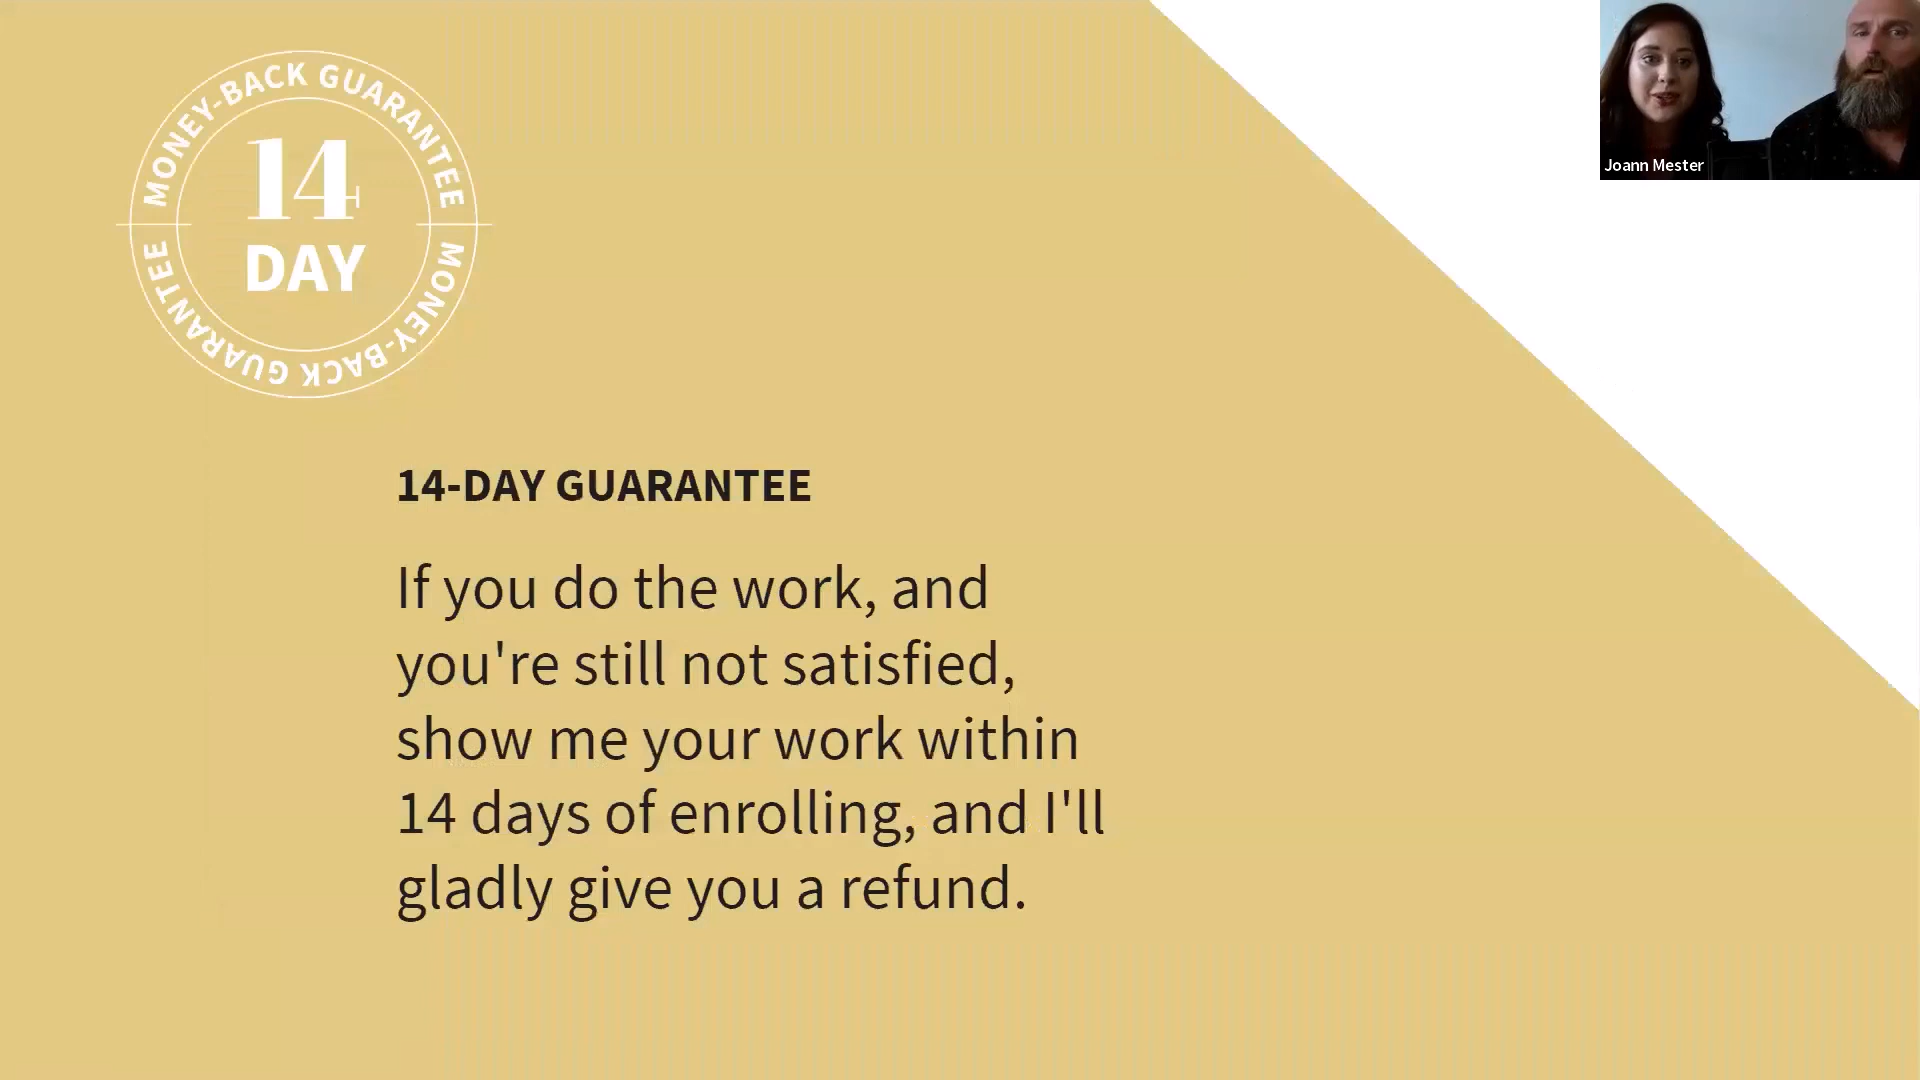 MONEY-BACK GUARANTEE
14
DAY
MONEY-BACK GUARANTEE
Joann Mester
14-DAY GUARANTEE
If you do the work, and
you're still not satisfied,
show me your work within
14 days of enrolling, and I'll
gladly give you a refund.